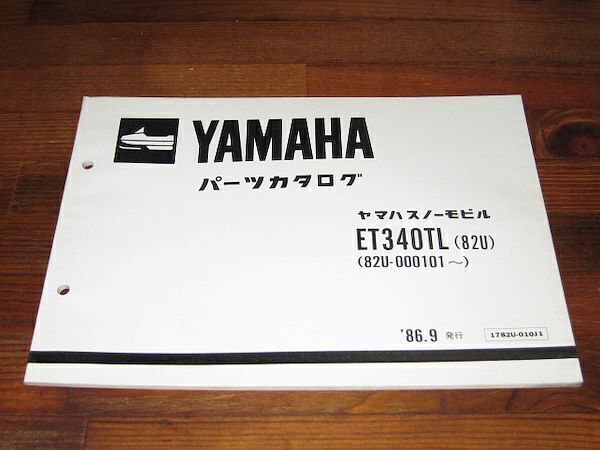 YAMAHA
パーツカタログ
ヤマハスノーモビル
ET340TL (82U)
(82U-000101~)
'86.9 発行 1782U-010J1